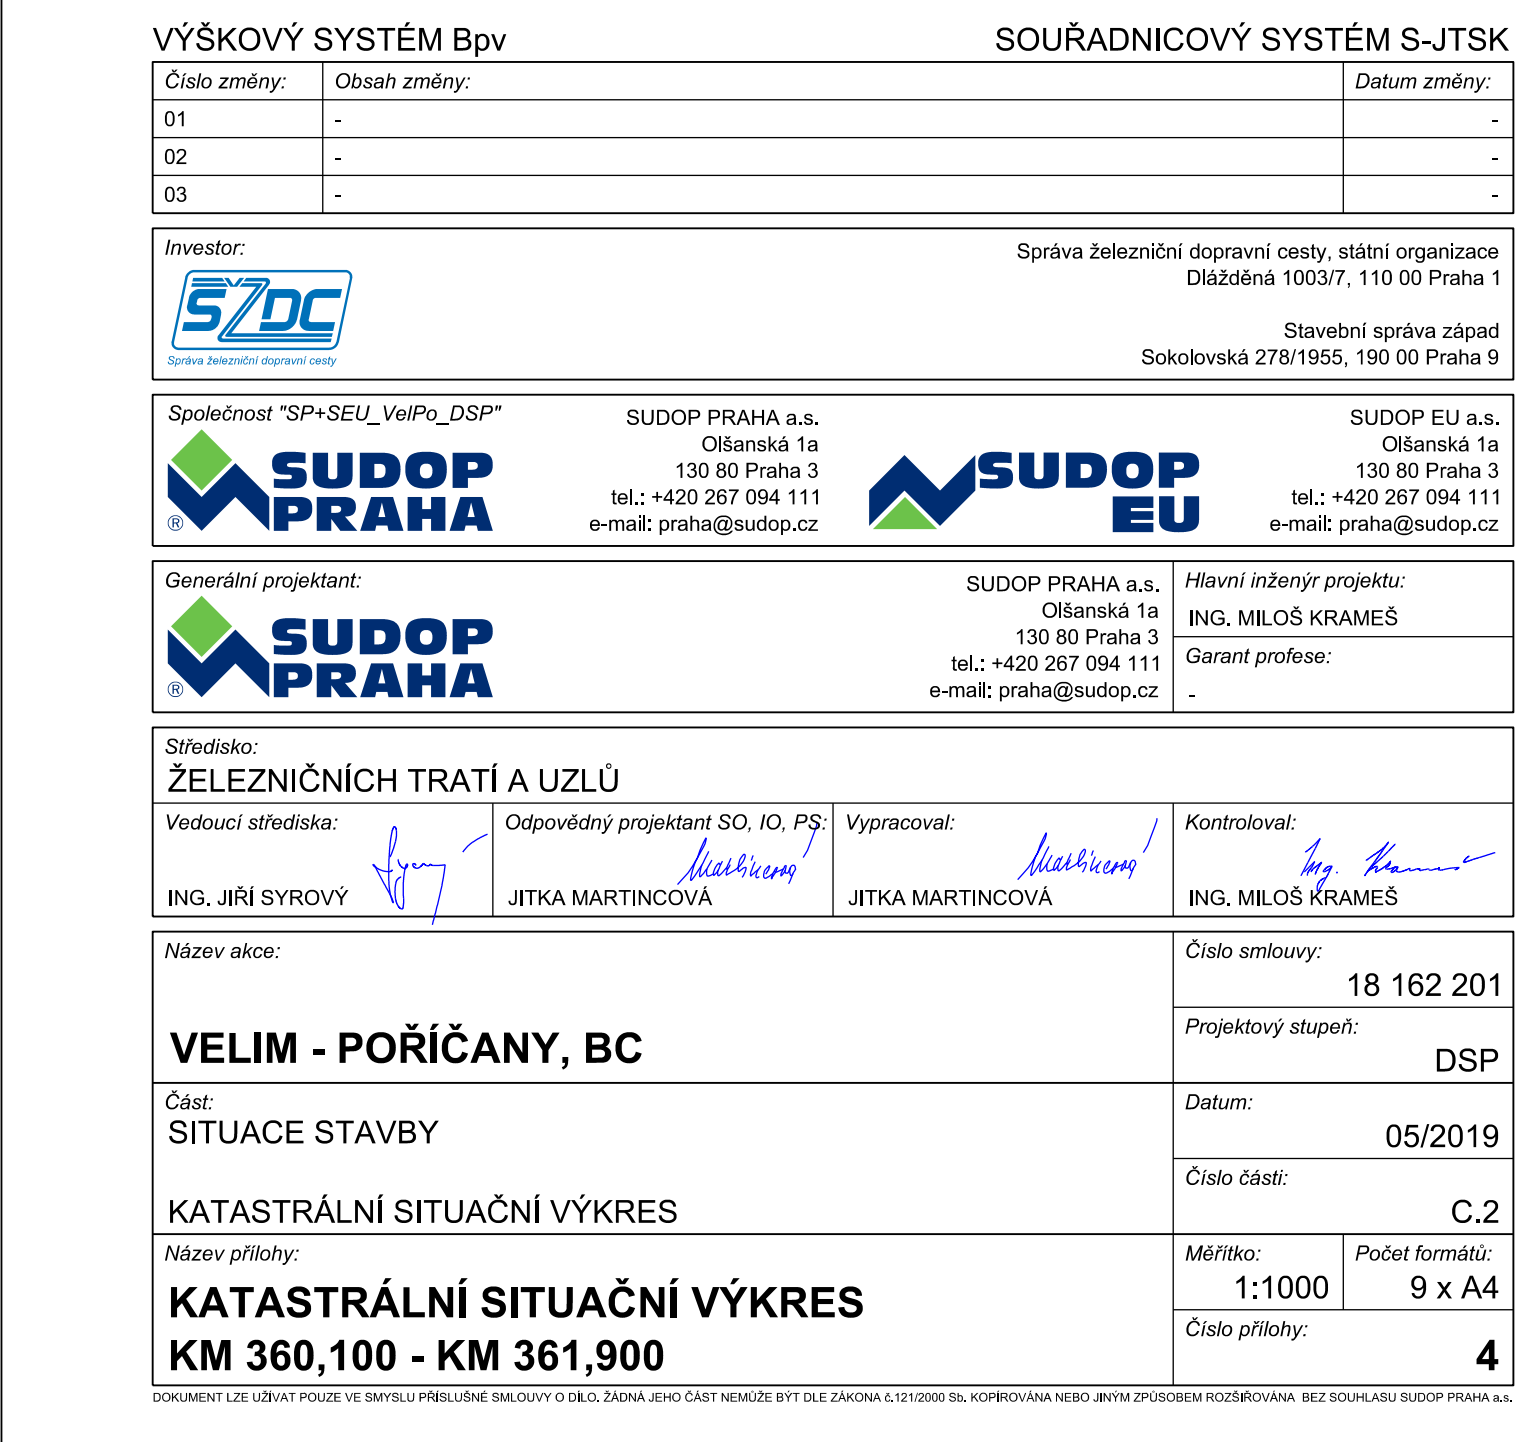 VÝŠKOVÝ SYSTÉM Bpv
SOUŘADNICOVÝ SYSTÉM S-JTSK
Číslo změny: Obsah změny: Datum změny:
01 - -
02 - -
03 - -
Investor:
ŠŽDC
Správa železniční dopravní cesty
Správa železniční dopravní cesty, státní organizace
Dlážděná 1003/7, 110 00 Praha 1
Stavební správa západ
Sokolovská 278/1955, 190 00 Praha 9
Společnost "SP+SEU_VelPo_DSP"
SUDOP
PRAHA
®
SUDOP PRAHA a.s.
Olšanská 1a
130 80 Praha 3
tel.: +420 267 094 111
e-mail: praha@sudop.cz
SUDOP
EU
SUDOP EU a.s.
Olšanská 1a
130 80 Praha 3
tel.: +420 267 094 111
e-mail: praha@sudop.cz
Generální projektant:
SUDOP
PRAHA
®
SUDOP PRAHA a.s.
Olšanská 1a
130 80 Praha 3
tel.: +420 267 094 111
e-mail: praha@sudop.cz
Hlavní inženýr projektu:
ING. MILOŠ KRAMEŠ
Garant profese:
-
Středisko:
ŽELEZNIČNÍCH TRATÍ A UZLŮ
Vedoucí střediska:
Syrový
ING. JIŘÍ SYROVÝ
Odpovědný projektant SO, IO, PS:
Martincová
JITKA MARTINCOVÁ
Vypracoval:
Martincová
JITKA MARTINCOVÁ
Kontroloval:
Ing. Krameš
ING. MILOŠ KRAMEŠ
Název akce:
VELIM - POŘÍČANY, BC
Číslo smlouvy:
18 162 201
Projektový stupeň:
DSP
Část:
SITUACE STAVBY
KATASTRÁLNÍ SITUAČNÍ VÝKRES
Datum:
05/2019
Číslo části:
C.2
Název přílohy:
KATASTRÁLNÍ SITUAČNÍ VÝKRES
KM 360,100 - KM 361,900
Měřítko:
1:1000
Počet formátů:
9 x A4
Číslo přílohy:
4
DOKUMENT LZE UŽÍVAT POUZE VE SMYSLU PŘÍSLUŠNÉ SMLOUVY O DÍLO. ŽÁDNÁ JEHO ČÁST NEMŮŽE BÝT DLE ZÁKONA č.121/2000 Sb. KOPÍROVÁNA NEBO JINÝM ZPŮSOBEM ROZŠIŘOVÁNA BEZ SOUHLASU SUDOP PRAHA a.s.